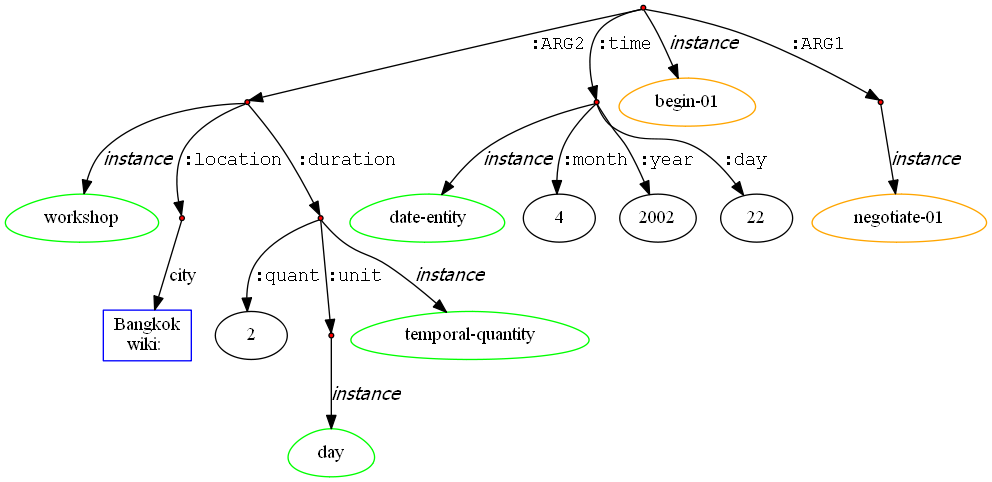 :ARG2
:time
instance
:ARG1
begin-01
instance
:location
:duration
instance
:month
:year
:day
instance
workshop
date-entity
4
2002
22
negotiate-01
city
:quant
:unit
instance
Bangkok
wiki:
2
temporal-quantity
instance
day